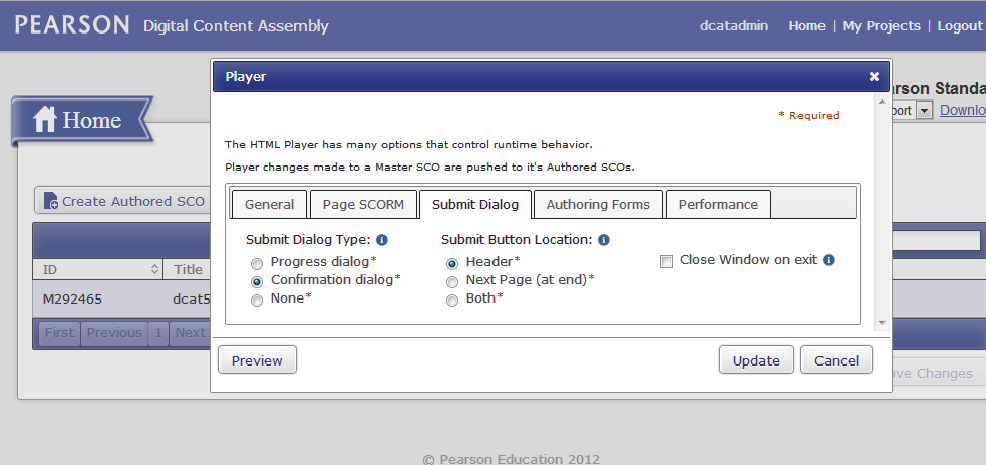 PEARSON Digital Content Assembly
dcatadmin Home | My Projects | Logout
Player
Home
* Required
The HTML Player has many options that control runtime behavior.
Player changes made to a Master SCO are pushed to it's Authored SCOs.
Downlo
Create Authored SCO
General Page SCORM Submit Dialog Authoring Forms Performance
Submit Dialog Type: Submit Button Location:
Progress dialog* Header* Close Window on exit
Confirmation dialog* Next Page (at end)*
None* Both*
ID Title
M292465 dcat5
First Previous 1 Next
Preview Update Cancel
Changes
© Pearson Education 2012